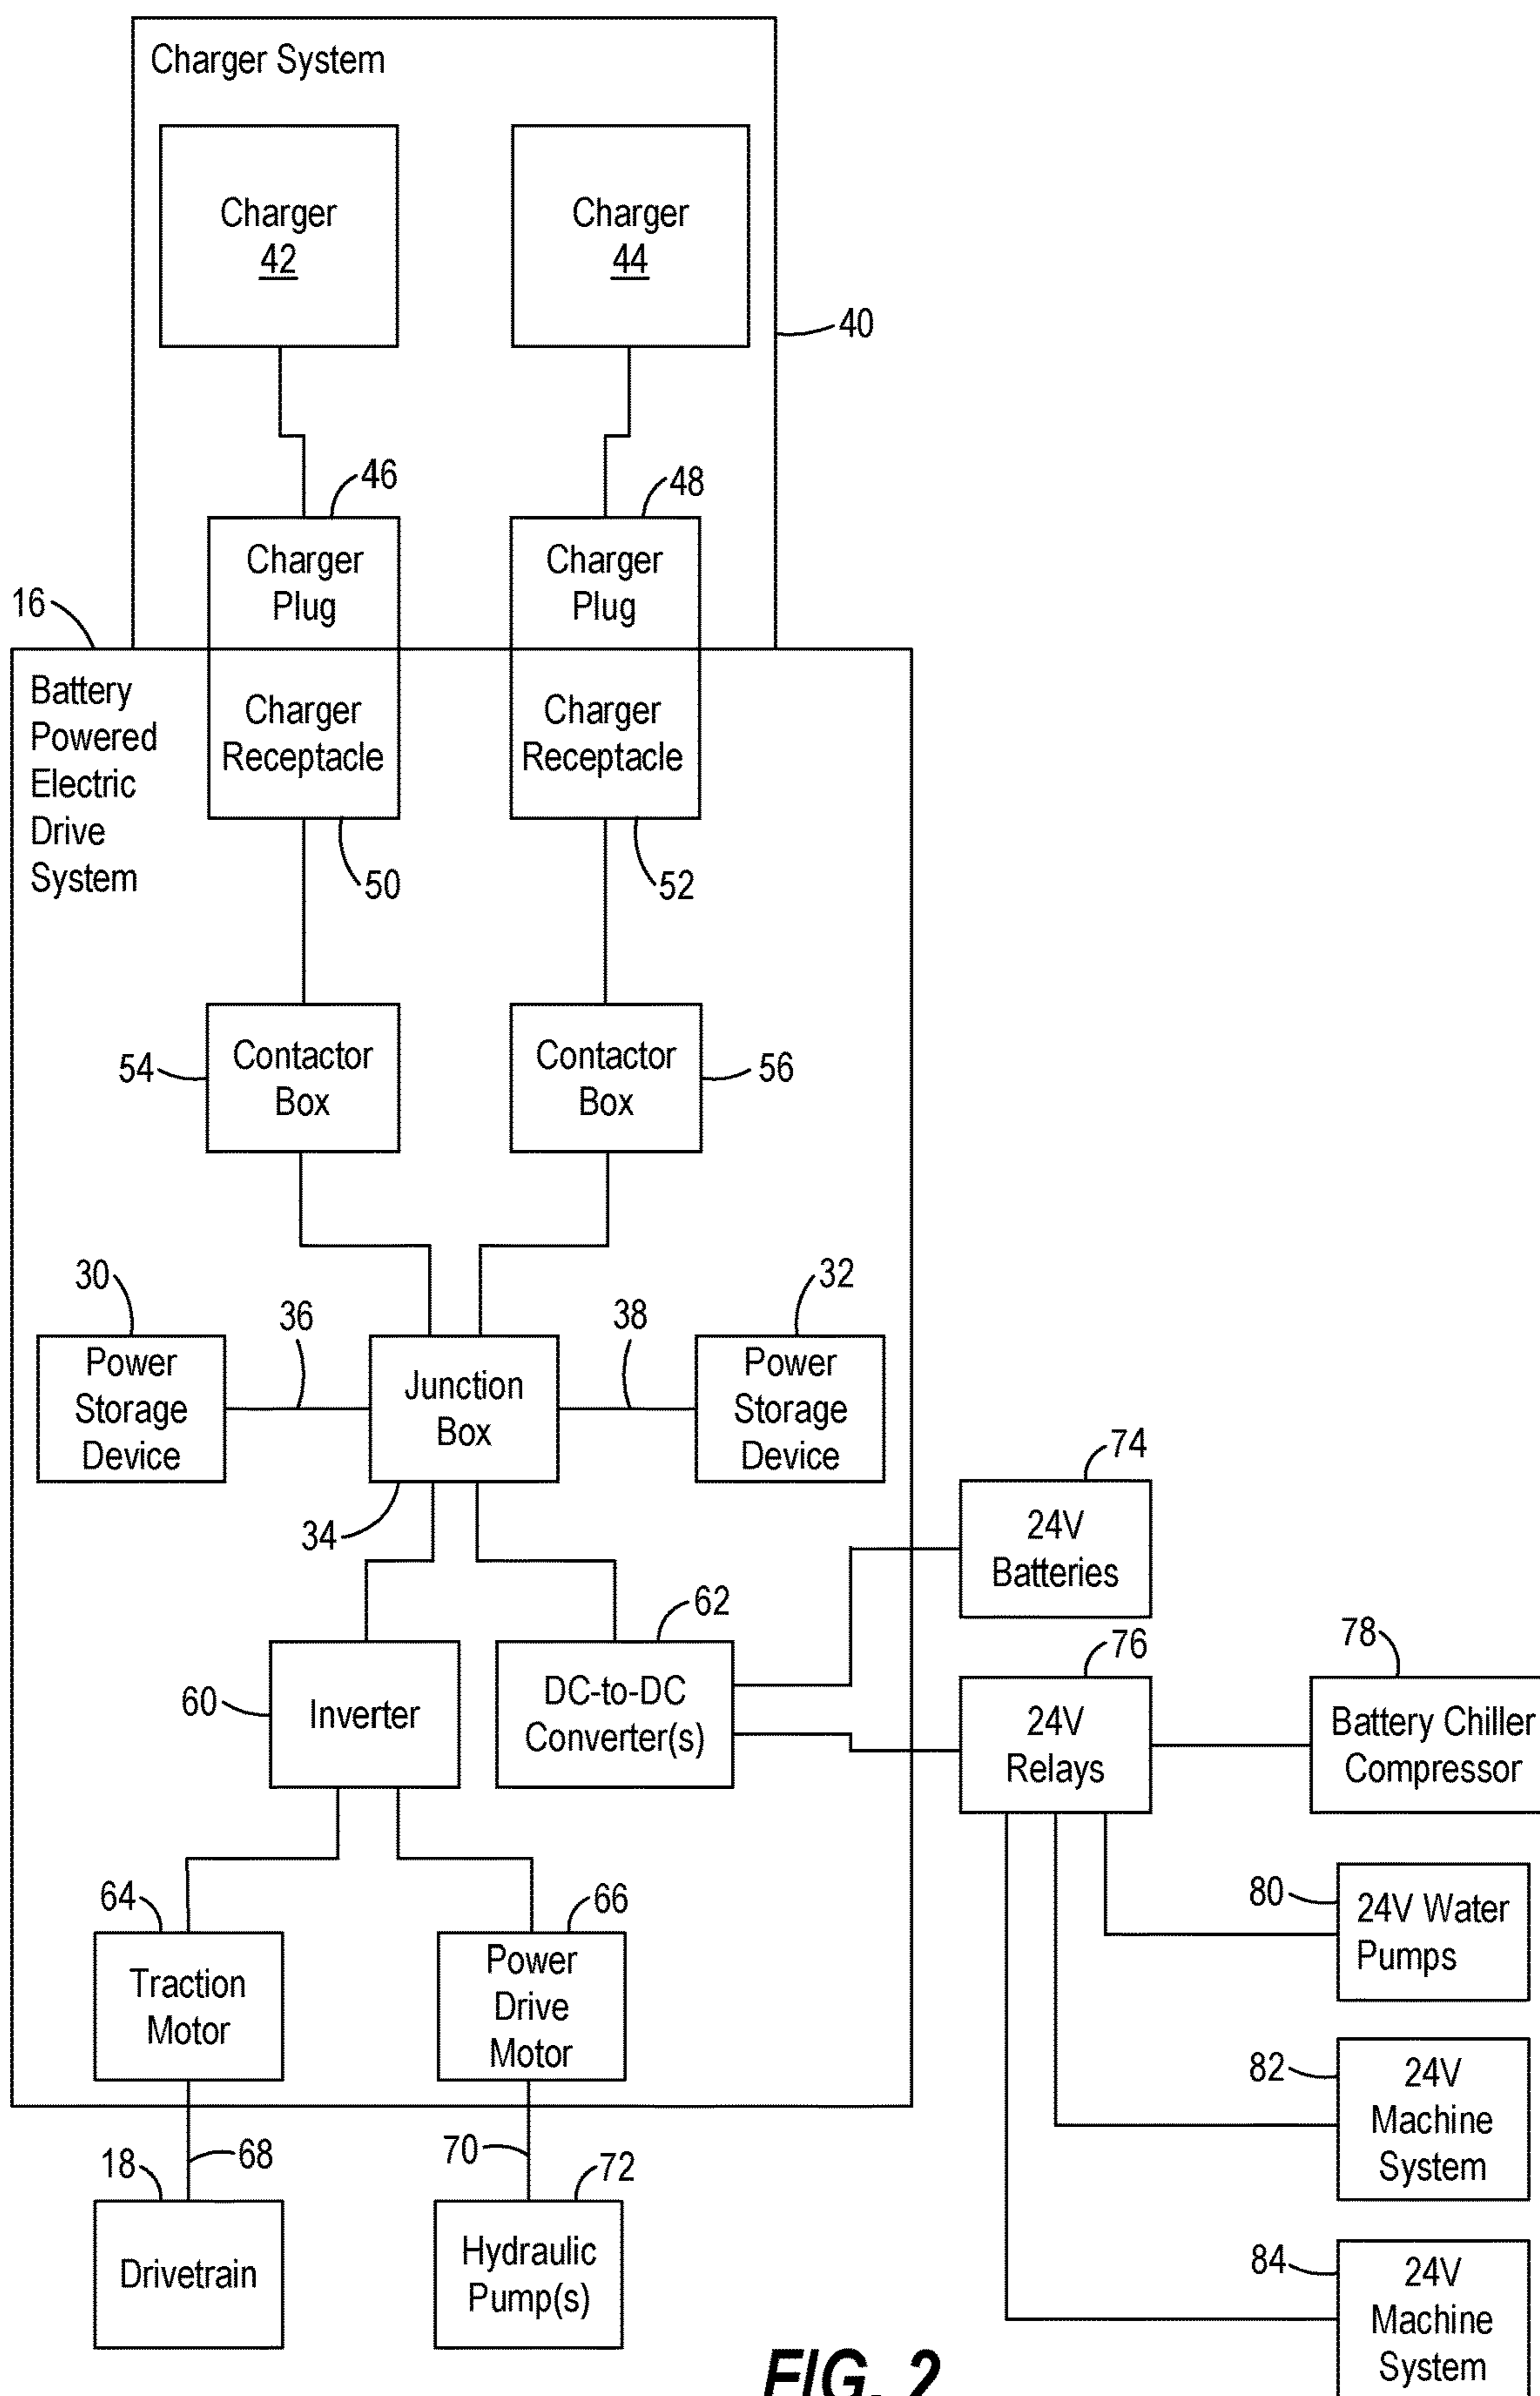 Charger System
Charger
42
Charger
44
40
46
48
Charger
Plug
Charger
Plug
16
Battery
Powered
Electric
Drive
System
Charger
Receptacle
Charger
Receptacle
50
52
54
Contactor
Box
Contactor
Box
56
30
36
38
32
Power
Storage
Device
Junction
Box
Power
Storage
Device
34
74
24V
Batteries
62
76
78
60
Inverter
DC-to-DC
Converter(s)
24V
Relays
Battery Chiller
Compressor
64
66
80
24V Water
Pumps
Traction
Motor
Power
Drive
Motor
82
24V
Machine
System
18
68
70
72
Drivetrain
Hydraulic
Pump(s)
84
24V
Machine
System
FIG. 2